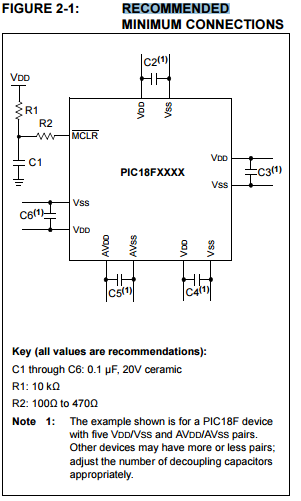 FIGURE 2-1: RECOMMENDED
MINIMUM CONNECTIONS
C2(1)
VDD
R1
R2
VDD
VSS
MCLR
C1
PIC18FXXXX
VDD
C3(1)
VSS
VSS
C6(1)
VDD
AVDD
AVSS
VDD
VSS
C5(1)
C4(1)
Key (all values are recommendations):
C1 through C6: 0.1 μF, 20V ceramic
R1: 10 kΩ
R2: 100Ω to 470Ω
Note 1: The example shown is for a PIC18F device
with five VDD/VSS and AVDD/AVSS pairs.
Other devices may have more or less pairs;
adjust the number of decoupling capacitors
appropriately.